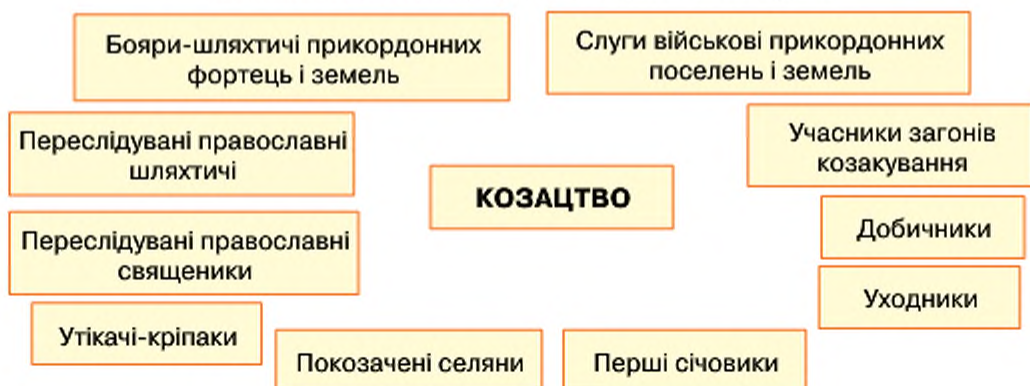 Бояри-шляхтичі прикордонних
фортець і земель
Слуги військові прикордонних
поселень і земель
Переслідувані православні
шляхтичі
Учасники загонів
козакування
КОЗАЦТВО
Переслідувані православні
священики
Добичники
Уходники
Утікачі-кріпаки
Покозачені селяни
Перші січовики